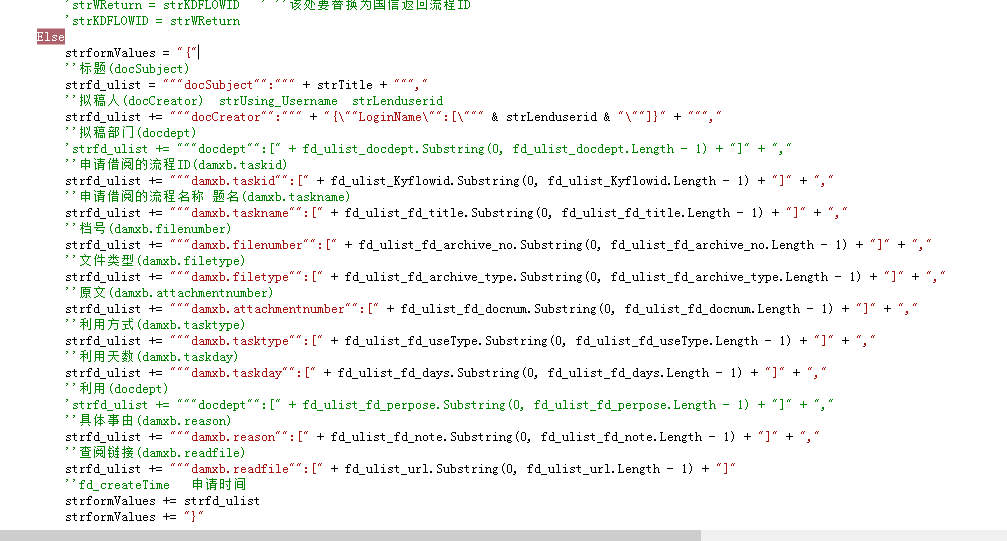 'strWReturn = strKDFLOWID   ' ''该处要替换为国信返回流程ID
'strKDFLOWID = strWReturn
Else
strformValues = "{"
''标题(docSubject)
strfd_ulist = """docSubject"":""" + strTitle + ""","
''拟稿人(docCreator)  strUsing_Username  strLenduserid
strfd_ulist += """docCreator"":""" + "{\""LoginName\"":[\""" & strLenduserid & "\""]}" + ""","
''拟稿部门(docdept)
'strfd_ulist += """docdept"":[" + fd_ulist_docdept.Substring(0, fd_ulist_docdept.Length - 1) + "]" + ","
''申请借阅的流程ID(damxb.taskid)
strfd_ulist += """damxb.taskid"":[" + fd_ulist_Kyflowid.Substring(0, fd_ulist_Kyflowid.Length - 1) + "]" + ","
''申请借阅的流程名称 题名(damxb.taskname)
strfd_ulist += """damxb.taskname"":[" + fd_ulist_fd_title.Substring(0, fd_ulist_fd_title.Length - 1) + "]" + ","
''档号(damxb.filenumber)
strfd_ulist += """damxb.filenumber"":[" + fd_ulist_fd_archive_no.Substring(0, fd_ulist_fd_archive_no.Length - 1) + "]" + ","
''文件类型(damxb.filetype)
strfd_ulist += """damxb.filetype"":[" + fd_ulist_fd_archive_type.Substring(0, fd_ulist_fd_archive_type.Length - 1) + "]" + ","
''原文(damxb.attachmentnumber)
strfd_ulist += """damxb.attachmentnumber"":[" + fd_ulist_fd_docnum.Substring(0, fd_ulist_fd_docnum.Length - 1) + "]" + ","
''利用方式(damxb.tasktype)
strfd_ulist += """damxb.tasktype"":[" + fd_ulist_fd_useType.Substring(0, fd_ulist_fd_useType.Length - 1) + "]" + ","
''利用天数(damxb.taskday)
strfd_ulist += """damxb.taskday"":[" + fd_ulist_fd_days.Substring(0, fd_ulist_fd_days.Length - 1) + "]" + ","
''利用(docdept)
'strfd_ulist += """docdept"":[" + fd_ulist_fd_perpose.Substring(0, fd_ulist_fd_perpose.Length - 1) + "]" + ","
''具体事由(damxb.reason)
strfd_ulist += """damxb.reason"":[" + fd_ulist_fd_note.Substring(0, fd_ulist_fd_note.Length - 1) + "]" + ","
''查阅链接(damxb.readfile)
strfd_ulist += """damxb.readfile"":[" + fd_ulist_url.Substring(0, fd_ulist_url.Length - 1) + "]"
''fd_createTime   申请时间
strformValues += strfd_ulist
strformValues += "}"